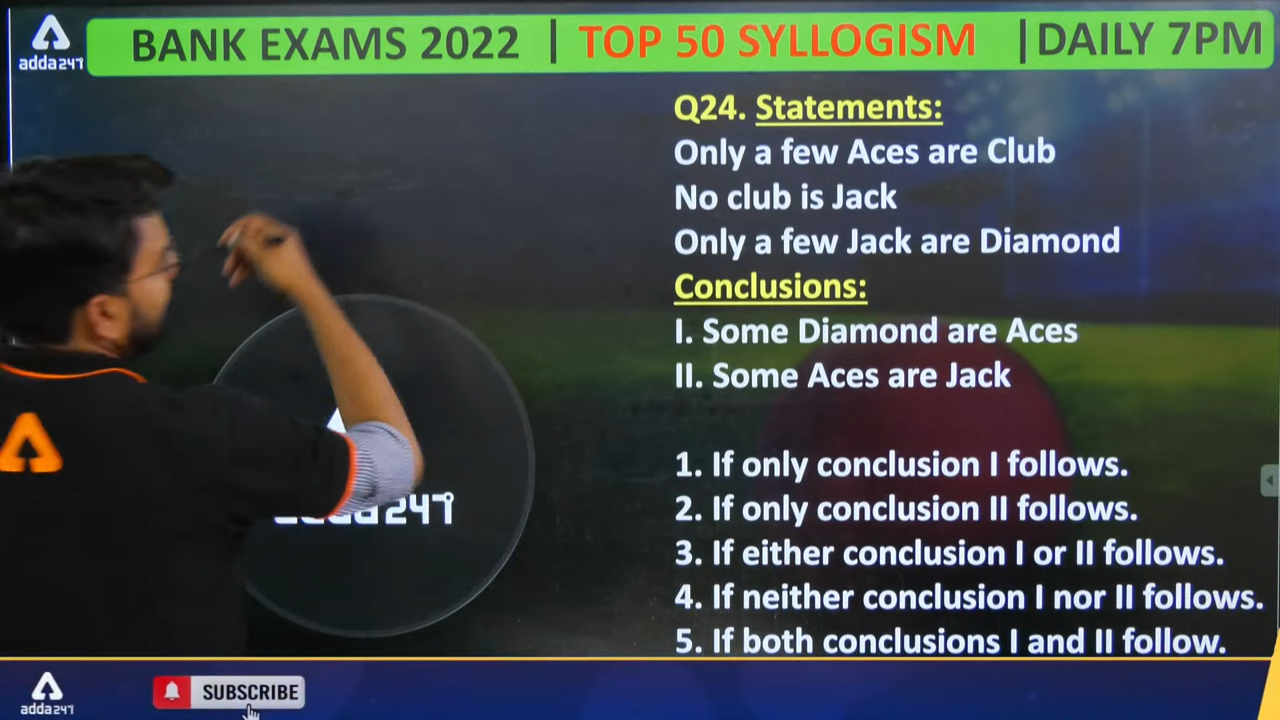 adda247
BANK EXAMS 2022 | TOP 50 SYLLOGISM | DAILY 7PM
Q24. Statements:
Only a few Aces are Club
No club is Jack
Only a few Jack are Diamond
Conclusions:
I. Some Diamond are Aces
II. Some Aces are Jack
1. If only conclusion I follows.
2. If only conclusion II follows.
3. If either conclusion I or II follows.
4. If neither conclusion I nor II follows.
5. If both conclusions I and II follow.
adda247
adda247
SUBSCRIBE